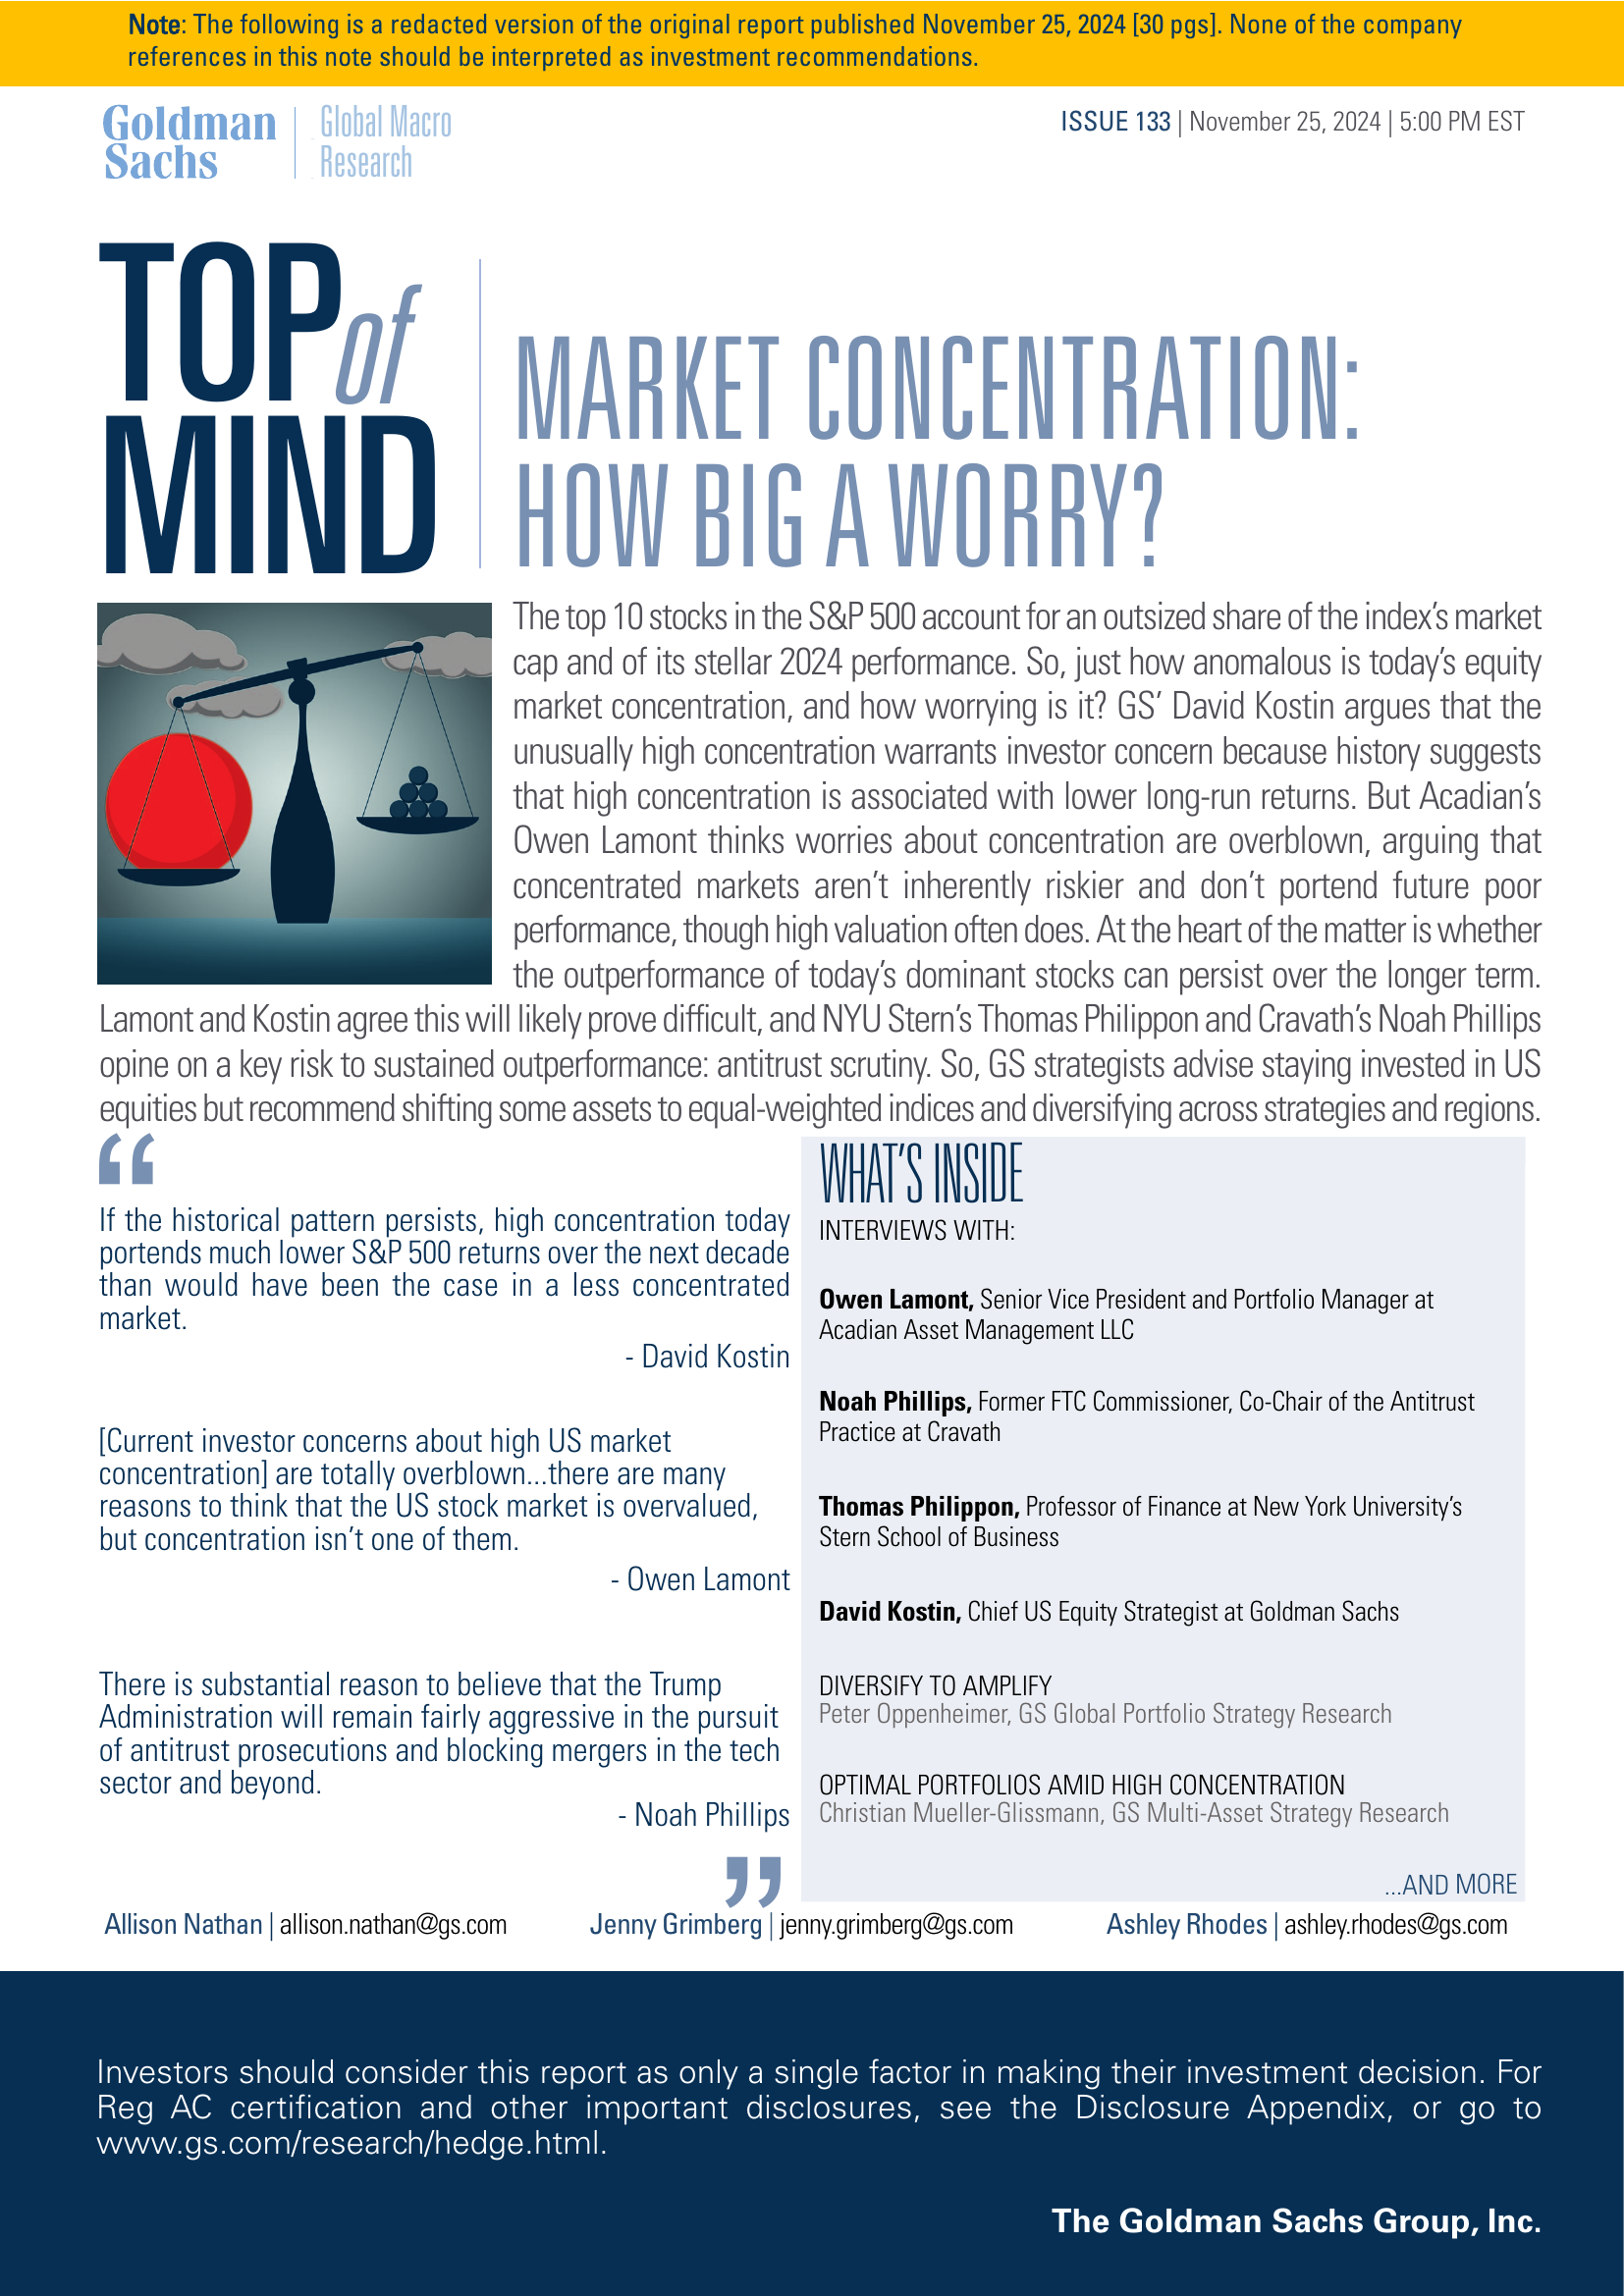 Note: The following is a redacted version of the original report published November 25, 2024 [30 pgs]. None of the company
references in this note should be interpreted as investment recommendations.
Goldman
Sachs
Global Macro
Research
ISSUE 133 | November 25, 2024 | 5:00 PM EST
TOP of
MIND
MARKET CONCENTRATION:
HOW BIG A WORRY?
The top 10 stocks in the S&P 500 account for an outsized share of the index’s market
cap and of its stellar 2024 performance. So, just how anomalous is today’s equity
market concentration, and how worrying is it? GS’ David Kostin argues that the
unusually high concentration warrants investor concern because history suggests
that high concentration is associated with lower long-run returns. But Acadian’s
Owen Lamont thinks worries about concentration are overblown, arguing that
concentrated markets aren’t inherently riskier and don’t portend future poor
performance, though high valuation often does. At the heart of the matter is whether
the outperformance of today’s dominant stocks can persist over the longer term.
Lamont and Kostin agree this will likely prove difficult, and NYU Stern’s Thomas Philippon and Cravath’s Noah Phillips
opine on a key risk to sustained outperformance: antitrust scrutiny. So, GS strategists advise staying invested in US
equities but recommend shifting some assets to equal-weighted indices and diversifying across strategies and regions.
“
If the historical pattern persists, high concentration today
portends much lower S&P 500 returns over the next decade
than would have been the case in a less concentrated
market.
- David Kostin
[Current investor concerns about high US market
concentration] are totally overblown...there are many
reasons to think that the US stock market is overvalued,
but concentration isn’t one of them.
- Owen Lamont
There is substantial reason to believe that the Trump
Administration will remain fairly aggressive in the pursuit
of antitrust prosecutions and blocking mergers in the tech
sector and beyond.
- Noah Phillips
”
WHAT’S INSIDE
INTERVIEWS WITH:
Owen Lamont, Senior Vice President and Portfolio Manager at
Acadian Asset Management LLC
Noah Phillips, Former FTC Commissioner, Co-Chair of the Antitrust
Practice at Cravath
Thomas Philippon, Professor of Finance at New York University’s
Stern School of Business
David Kostin, Chief US Equity Strategist at Goldman Sachs
DIVERSIFY TO AMPLIFY
Peter Oppenheimer, GS Global Portfolio Strategy Research
OPTIMAL PORTFOLIOS AMID HIGH CONCENTRATION
Christian Mueller-Glissmann, GS Multi-Asset Strategy Research
...AND MORE
Allison Nathan | allison.nathan@gs.com
Jenny Grimberg | jenny.grimberg@gs.com
Ashley Rhodes | ashley.rhodes@gs.com
Investors should consider this report as only a single factor in making their investment decision. For
Reg AC certification and other important disclosures, see the Disclosure Appendix, or go to
www.gs.com/research/hedge.html.
The Goldman Sachs Group, Inc.